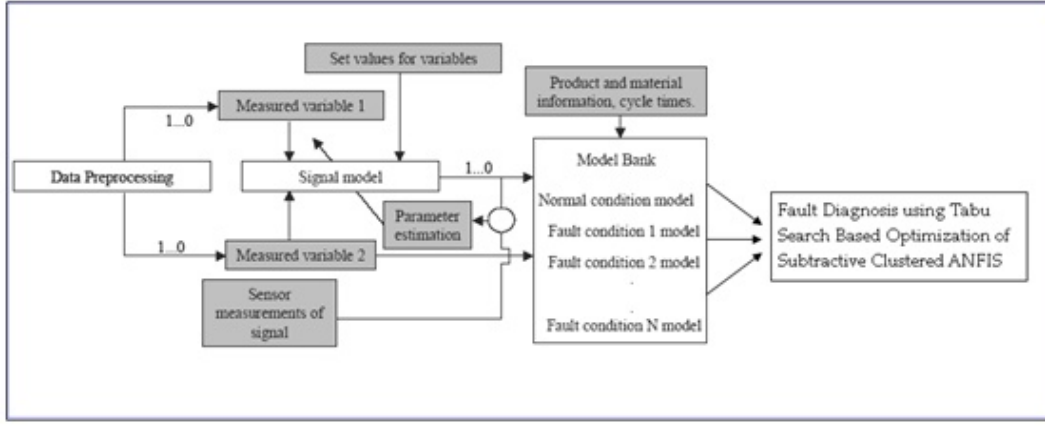 Set values for variables
Product and material
information, cycle times.
Measured variable 1
1...0
Data Preprocessing
Signal model
1...0
Model Bank
Normal condition model
Fault condition 1 model
Fault condition 2 model
.
.
Fault condition N model
Parameter
estimation
1...0
Measured variable 2
Sensor
measurements of
signal
Fault Diagnosis using Tabu
Search Based Optimization of
Subtractive Clustered ANFIS